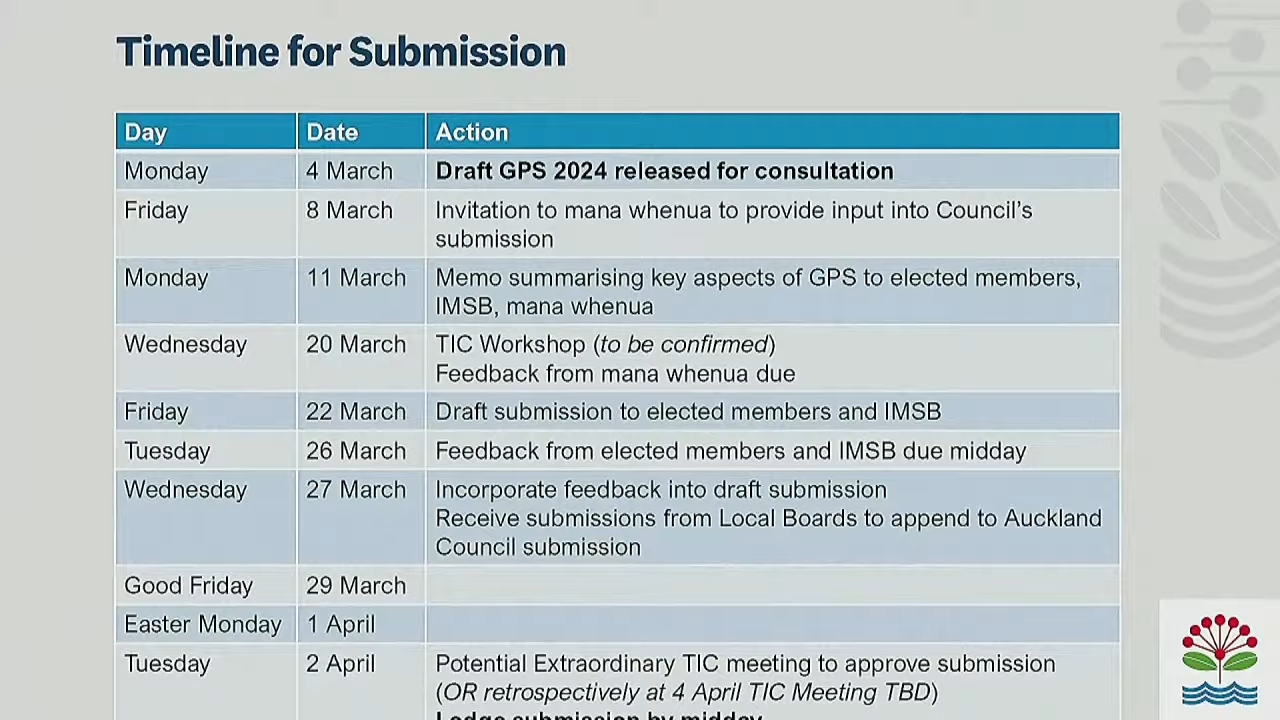 Timeline for Submission
Day Date Action
Monday 4 March Draft GPS 2024 released for consultation
Friday 8 March Invitation to mana whenua to provide input into Council's
submission
Monday 11 March Memo summarising key aspects of GPS to elected members,
IMSB, mana whenua
Wednesday 20 March TIC Workshop (to be confirmed)
Feedback from mana whenua due
Friday 22 March Draft submission to elected members and IMSB
Tuesday 26 March Feedback from elected members and IMSB due midday
Wednesday 27 March Incorporate feedback into draft submission
Receive submissions from Local Boards to append to Auckland
Council submission
Good Friday 29 March
Easter Monday 1 April
Tuesday 2 April Potential Extraordinary TIC meeting to approve submission
(OR retrospectively at 4 April TIC Meeting TBD)
Lodge submission by midday